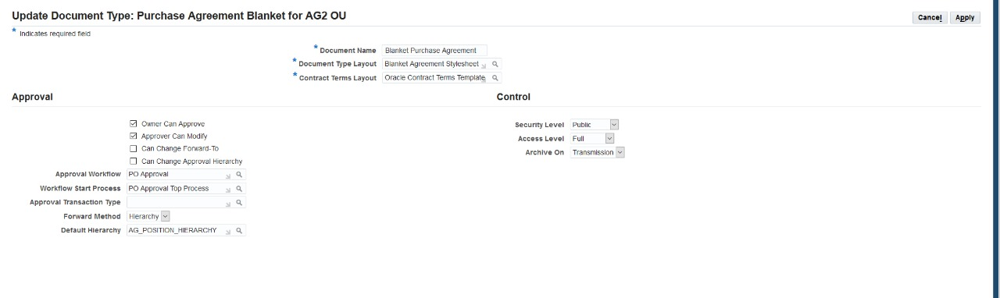 Update Document Type: Purchase Agreement Blanket for AG2 OU
Cancel Apply
* Indicates required field
* Document Name Blanket Purchase Agreement
* Document Type Layout Blanket Agreement Stylesheet
* Contract Terms Layout Oracle Contract Terms Template
Approval
Owner Can Approve
Approver Can Modify
Can Change Forward-To
Can Change Approval Hierarchy
Approval Workflow PO Approval
Workflow Start Process PO Approval Top Process
Approval Transaction Type
Forward Method Hierarchy
Default Hierarchy AG_POSITION_HIERARCHY
Control
Security Level Public
Access Level Full
Archive On Transmission